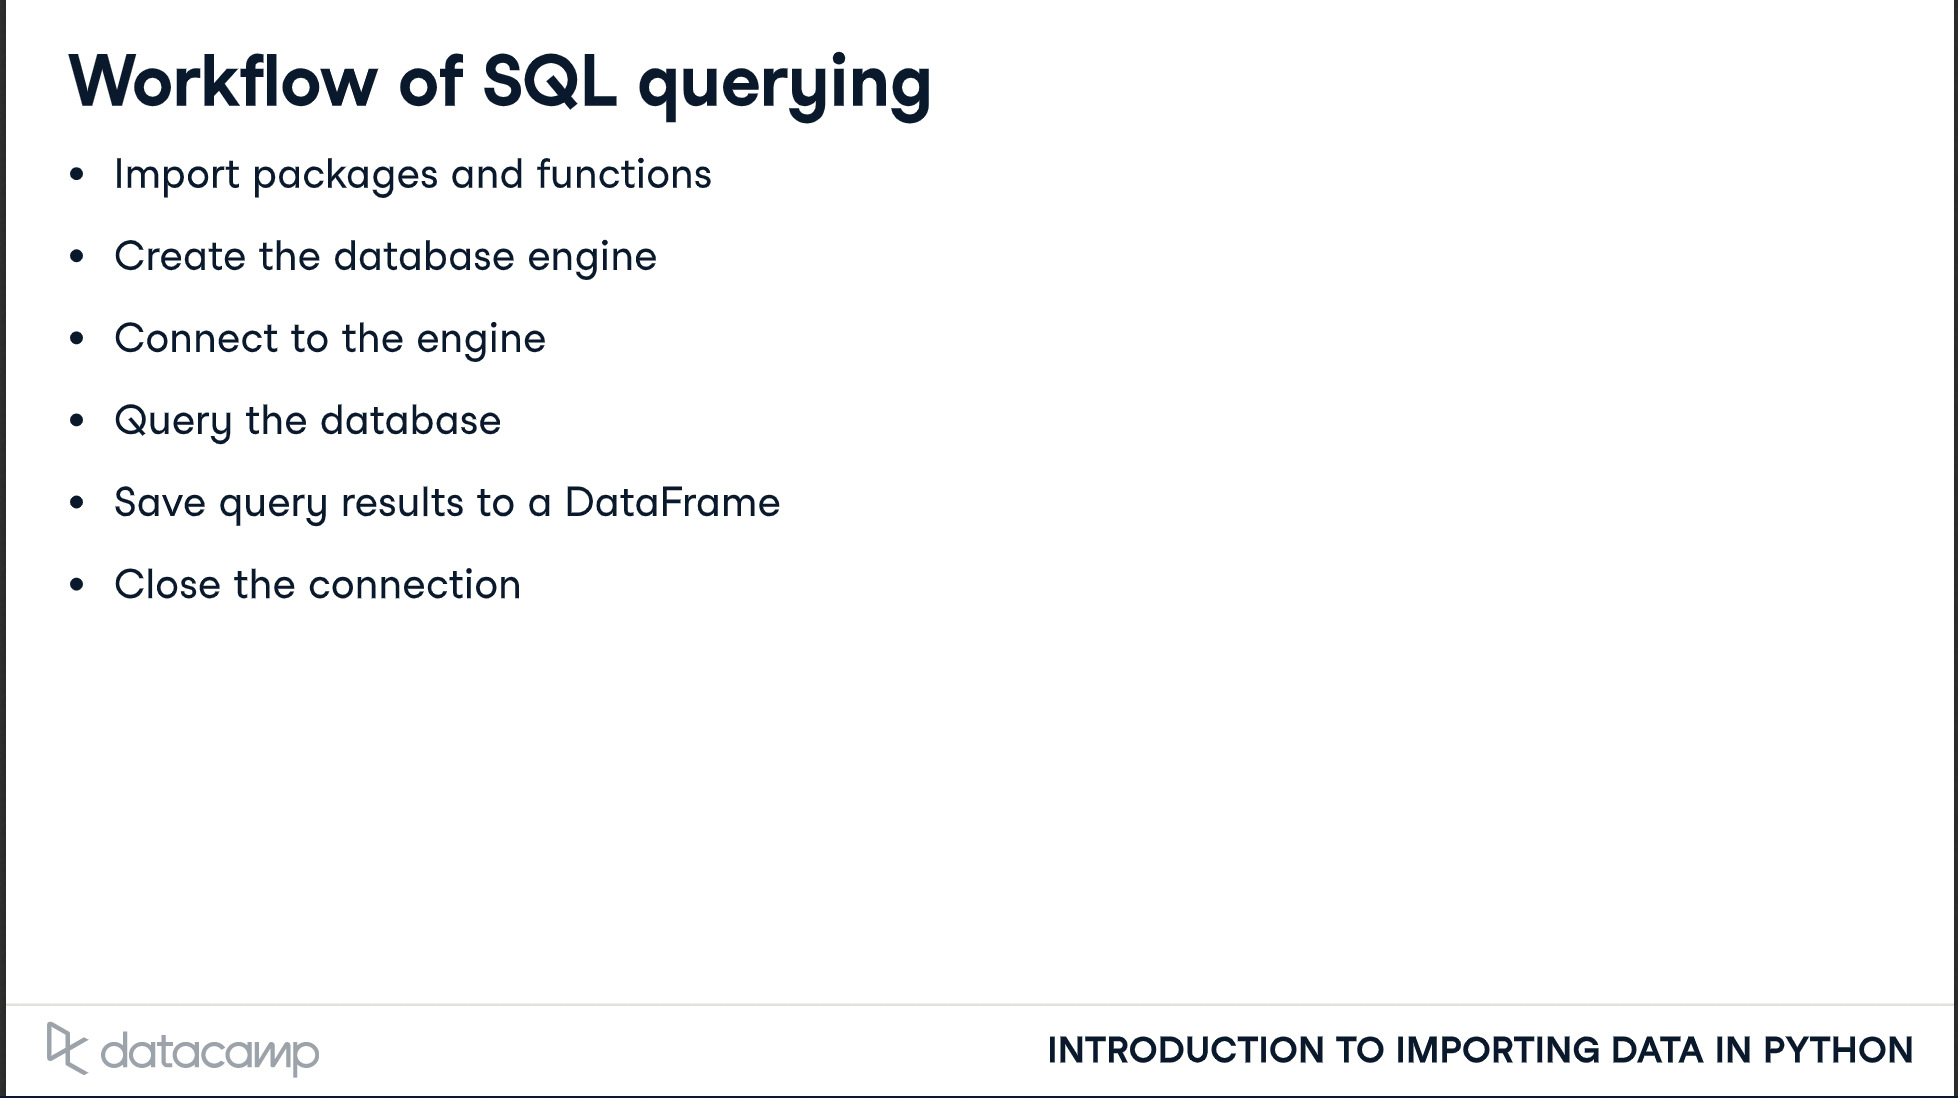 Workflow of SQL querying
• Import packages and functions
• Create the database engine
• Connect to the engine
• Query the database
• Save query results to a DataFrame
• Close the connection
datacamp
INTRODUCTION TO IMPORTING DATA IN PYTHON